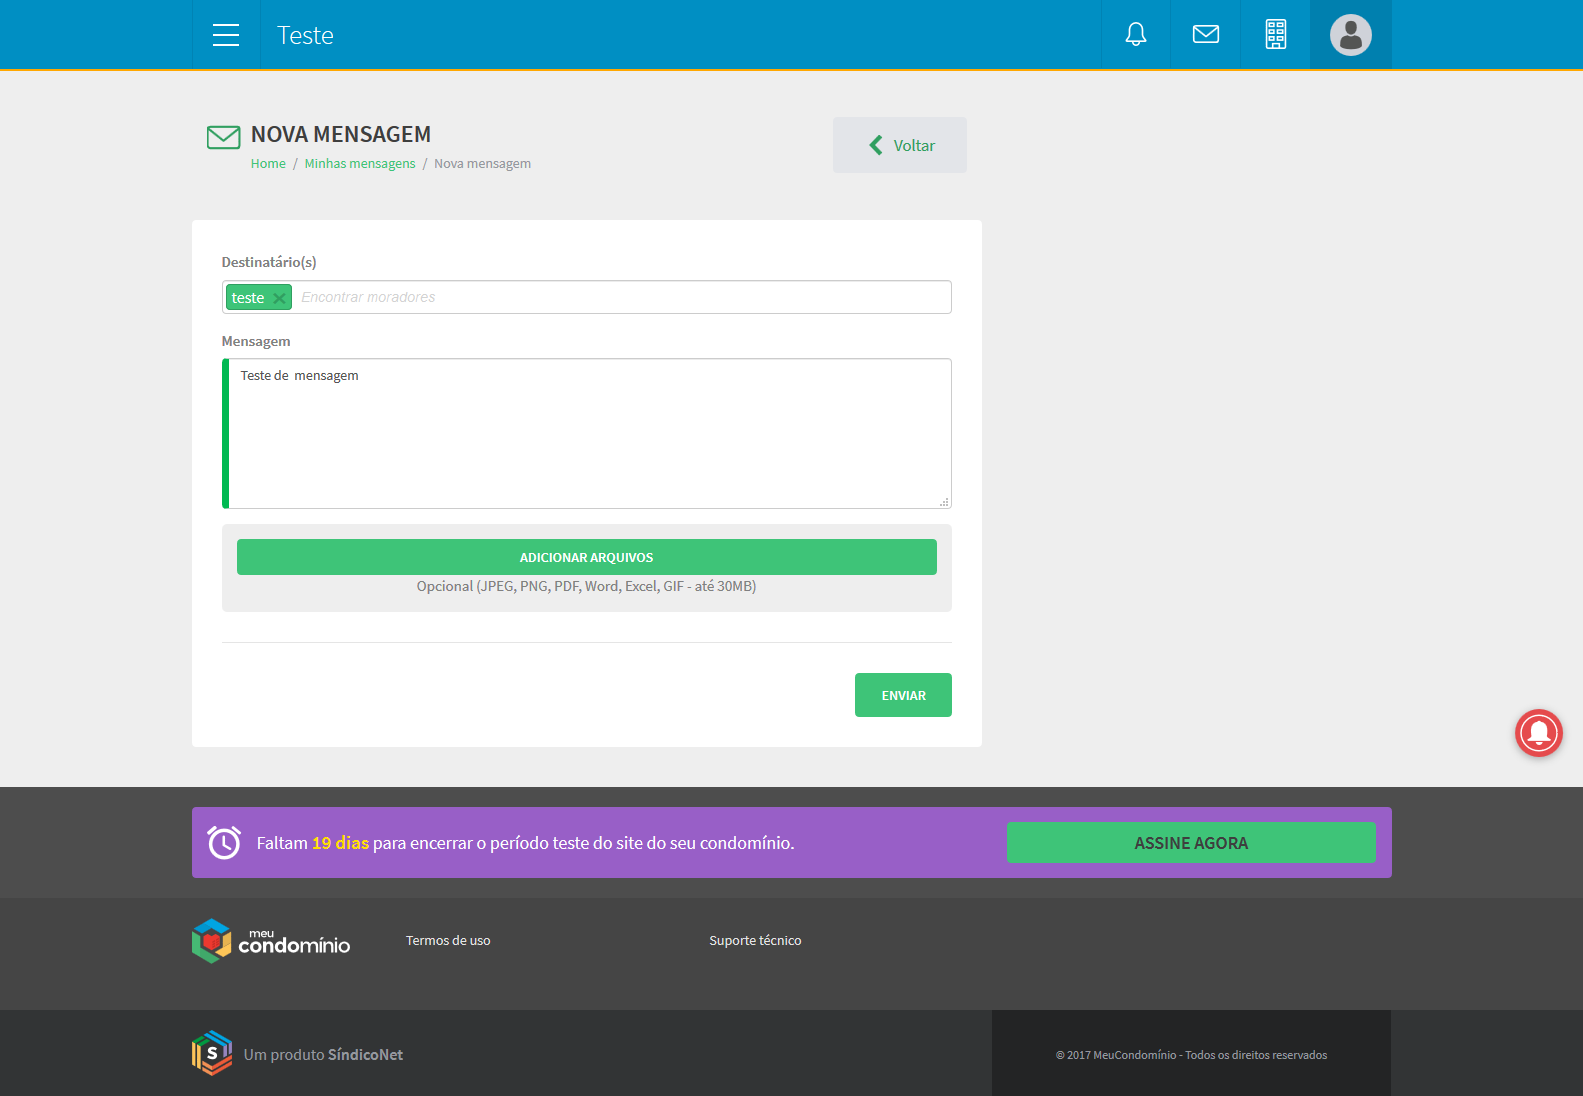 Teste
NOVA MENSAGEM
Home / Minhas mensagens / Nova mensagem
Voltar
Destinatário(s)
teste Encontrar moradores
Mensagem
Teste de  mensagem
ADICIONAR ARQUIVOS
Opcional (JPEG, PNG, PDF, Word, Excel, GIF - até 30MB)
ENVIAR
Faltam 19 dias para encerrar o período teste do site do seu condomínio.
ASSINE AGORA
meu
condomínio
Termos de uso
Suporte técnico
S
Um produto SíndicoNet
© 2017 MeuCondomínio - Todos os direitos reservados